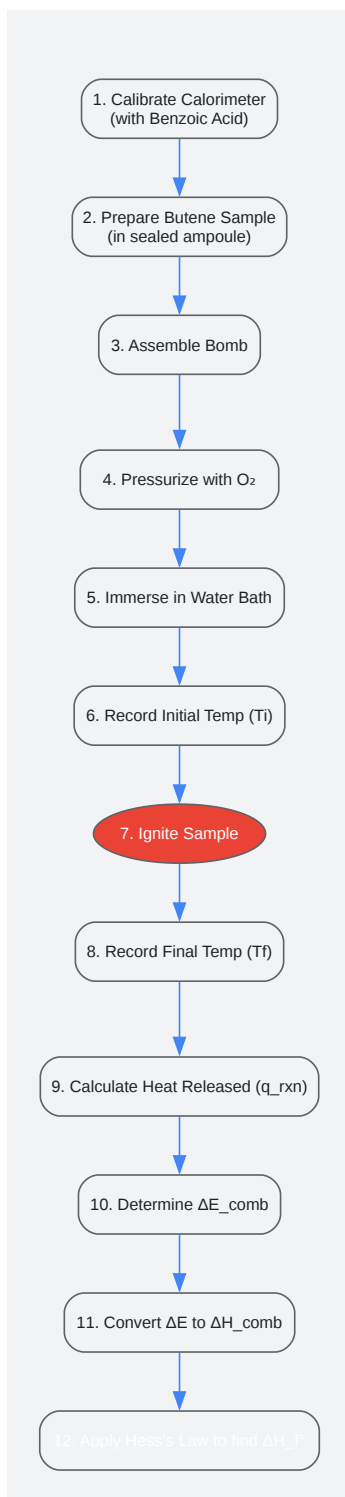 1. Calibrate Calorimeter
(with Benzoic Acid)
2. Prepare Butene Sample
(in sealed ampoule)
3. Assemble Bomb
4. Pressurize with O₂
5. Immerse in Water Bath
6. Record Initial Temp (Ti)
7. Ignite Sample
8. Record Final Temp (Tf)
9. Calculate Heat Released (q_rxn)
10. Determine ΔE_comb
11. Convert ΔE to ΔH_comb
12. Apply Hess's Law to find ΔH_f°